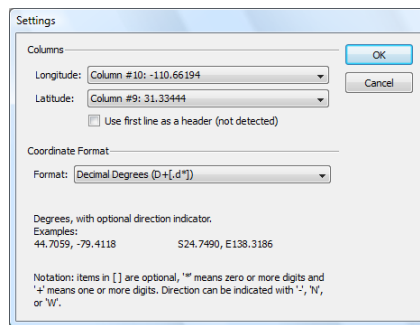 Settings
Columns
OK
Longitude: Column #10: -110.66194
Cancel
Latitude: Column #9: 31.33444
Use first line as a header (not detected)
Coordinate Format
Format: Decimal Degrees (D+[.d*])
Degrees, with optional direction indicator.
Examples:
44.7059, -79.4118 S24.7490, E138.3186
Notation: items in [ ] are optional, '*' means zero or more digits and
'+' means one or more digits. Direction can be indicated with '-', 'N',
or 'W'.